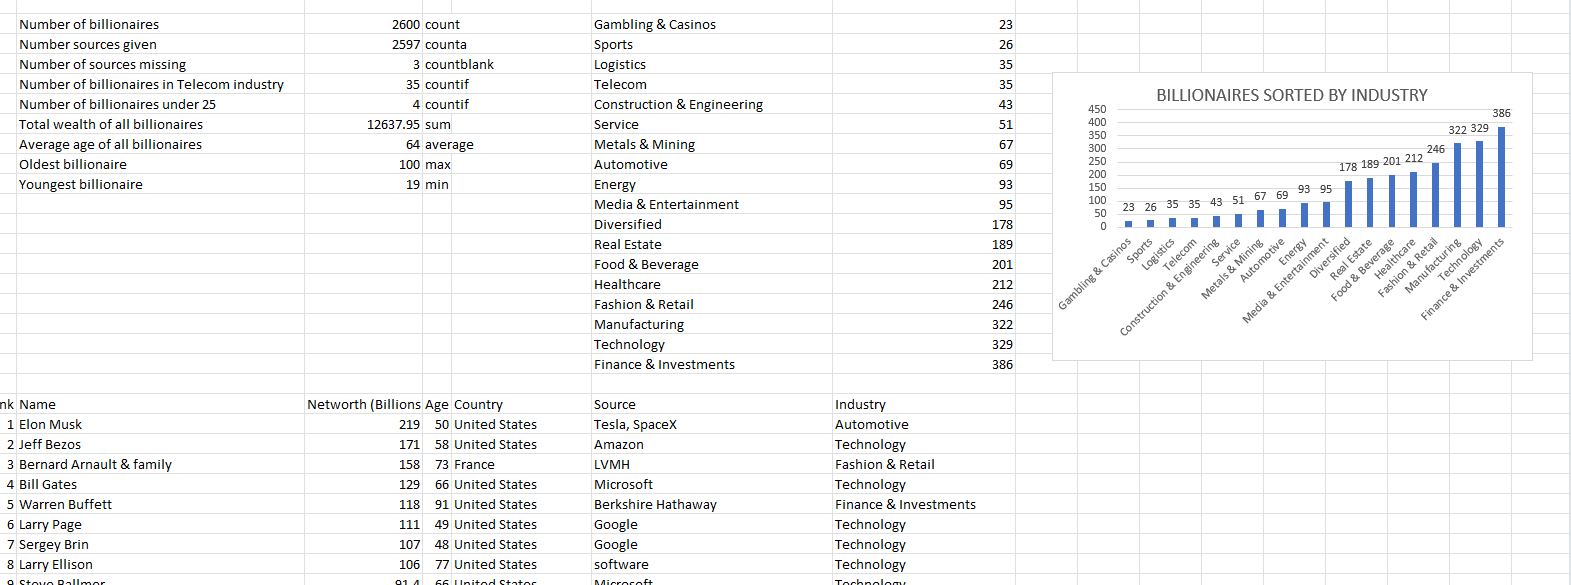 Number of billionaires 2600 count Gambling & Casinos 23
Number sources given 2597 counta Sports 26
Number of sources missing 3 countblank Logistics 35
Number of billionaires in Telecom industry 35 countif Telecom 35
Number of billionaires under 25 4 countif Construction & Engineering 43
Total wealth of all billionaires 12637.95 sum Service 51
Average age of all billionaires 64 average Metals & Mining 67
Oldest billionaire 100 max Automotive 69
Youngest billionaire 19 min Energy 93
Media & Entertainment 95
Diversified 178
Real Estate 189
Food & Beverage 201
Healthcare 212
Fashion & Retail 246
Manufacturing 322
Technology 329
Finance & Investments 386
BILLIONAIRES SORTED BY INDUSTRY
450
400
350
300
250
200
150
100
50
0
23 26 35 35 43 51 67 69 93 95 178 189 201 212 246 322 329 386
Gambling & Casinos
Sports
Logistics
Telecom
Construction & Engineering
Service
Metals & Mining
Automotive
Energy
Media & Entertainment
Diversified
Real Estate
Food & Beverage
Healthcare
Fashion & Retail
Manufacturing
Technology
Finance & Investments
nk Name Networth (Billions Age Country Source Industry
1 Elon Musk 219 50 United States Tesla, SpaceX Automotive
2 Jeff Bezos 171 58 United States Amazon Technology
3 Bernard Arnault & family 158 73 France LVMH Fashion & Retail
4 Bill Gates 129 66 United States Microsoft Technology
5 Warren Buffett 118 91 United States Berkshire Hathaway Finance & Investments
6 Larry Page 111 49 United States Google Technology
7 Sergey Brin 107 48 United States Google Technology
8 Larry Ellison 106 77 United States software Technology
9 Steve Ballmer 91.4 66 United States Microsoft Technology